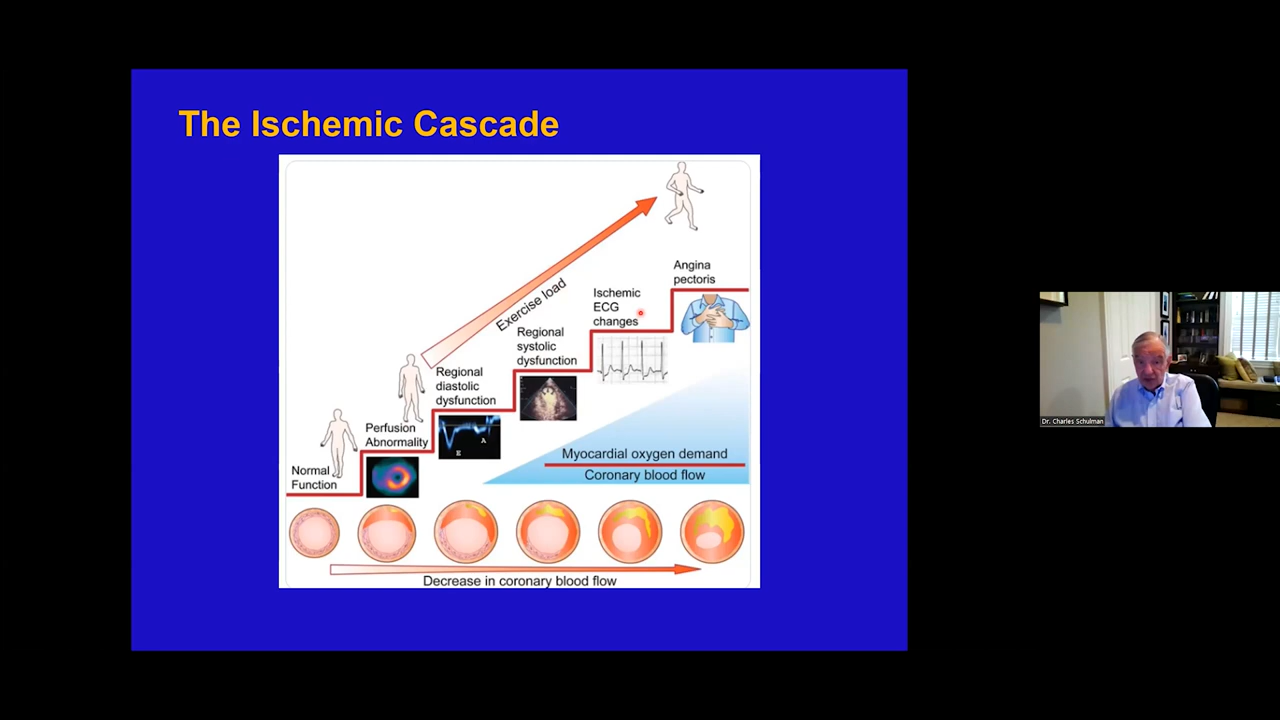 The Ischemic Cascade
Angina
pectoris
Ischemic
ECG
changes
Exercise load
Regional
systolic
dysfunction
Regional
diastolic
dysfunction
Perfusion
Abnormality
Normal
Function
E
A
Myocardial oxygen demand
Coronary blood flow
Decrease in coronary blood flow
Dr. Charles Schulman